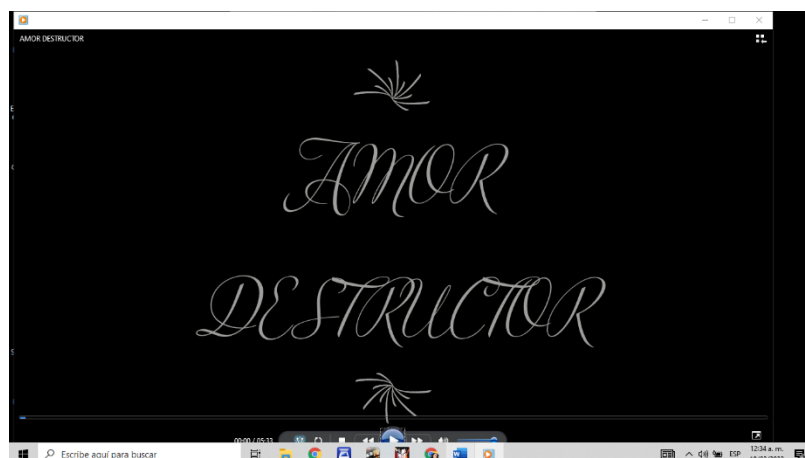 AMOR DESTRUCTOR
AMOR
DESTRUCTOR
00:00 / 05:33
Escribe aquí para buscar
ESP
12:34 a. m.